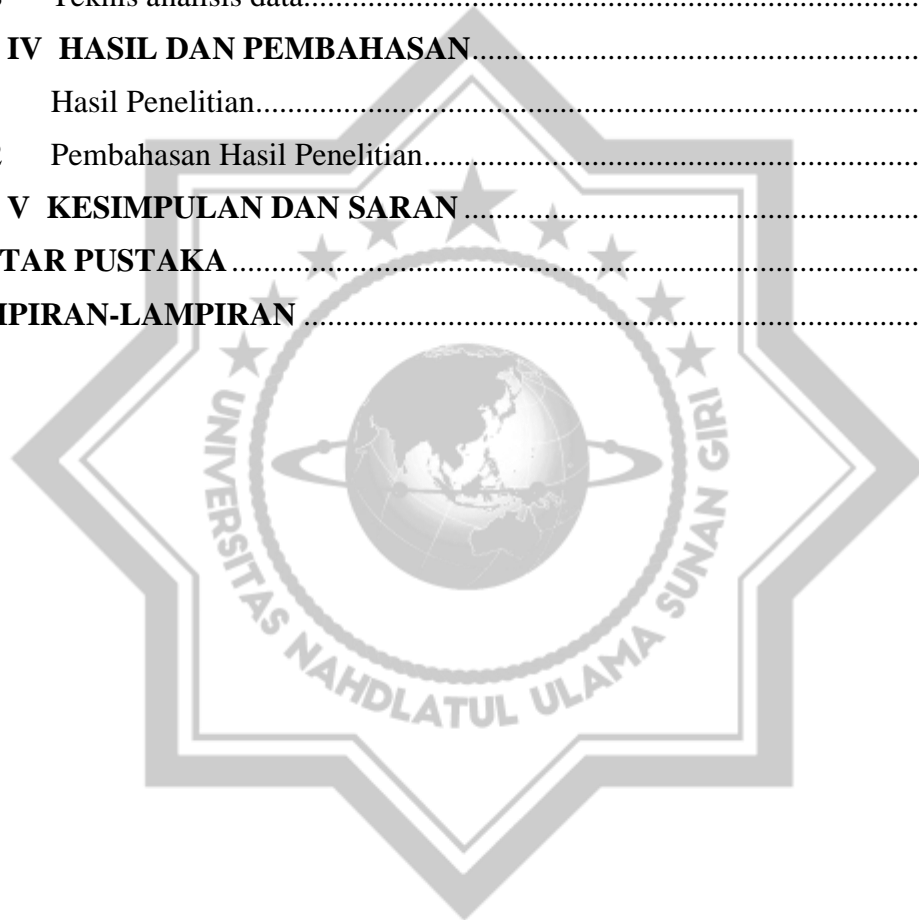 Teknis analisis data....................................................................................
IV HASIL DAN PEMBAHASAN........................................................
Hasil Penelitian..........................................................................................
Pembahasan Hasil Penelitian..............................................................
V KESIMPULAN DAN SARAN.........................................................
TAR PUSTAKA.....................................................................................
IPIRAN-LAMPIRAN ............................................................................
UNIVERSITAS NAHDLATUL ULAMA SUNAN GIRI